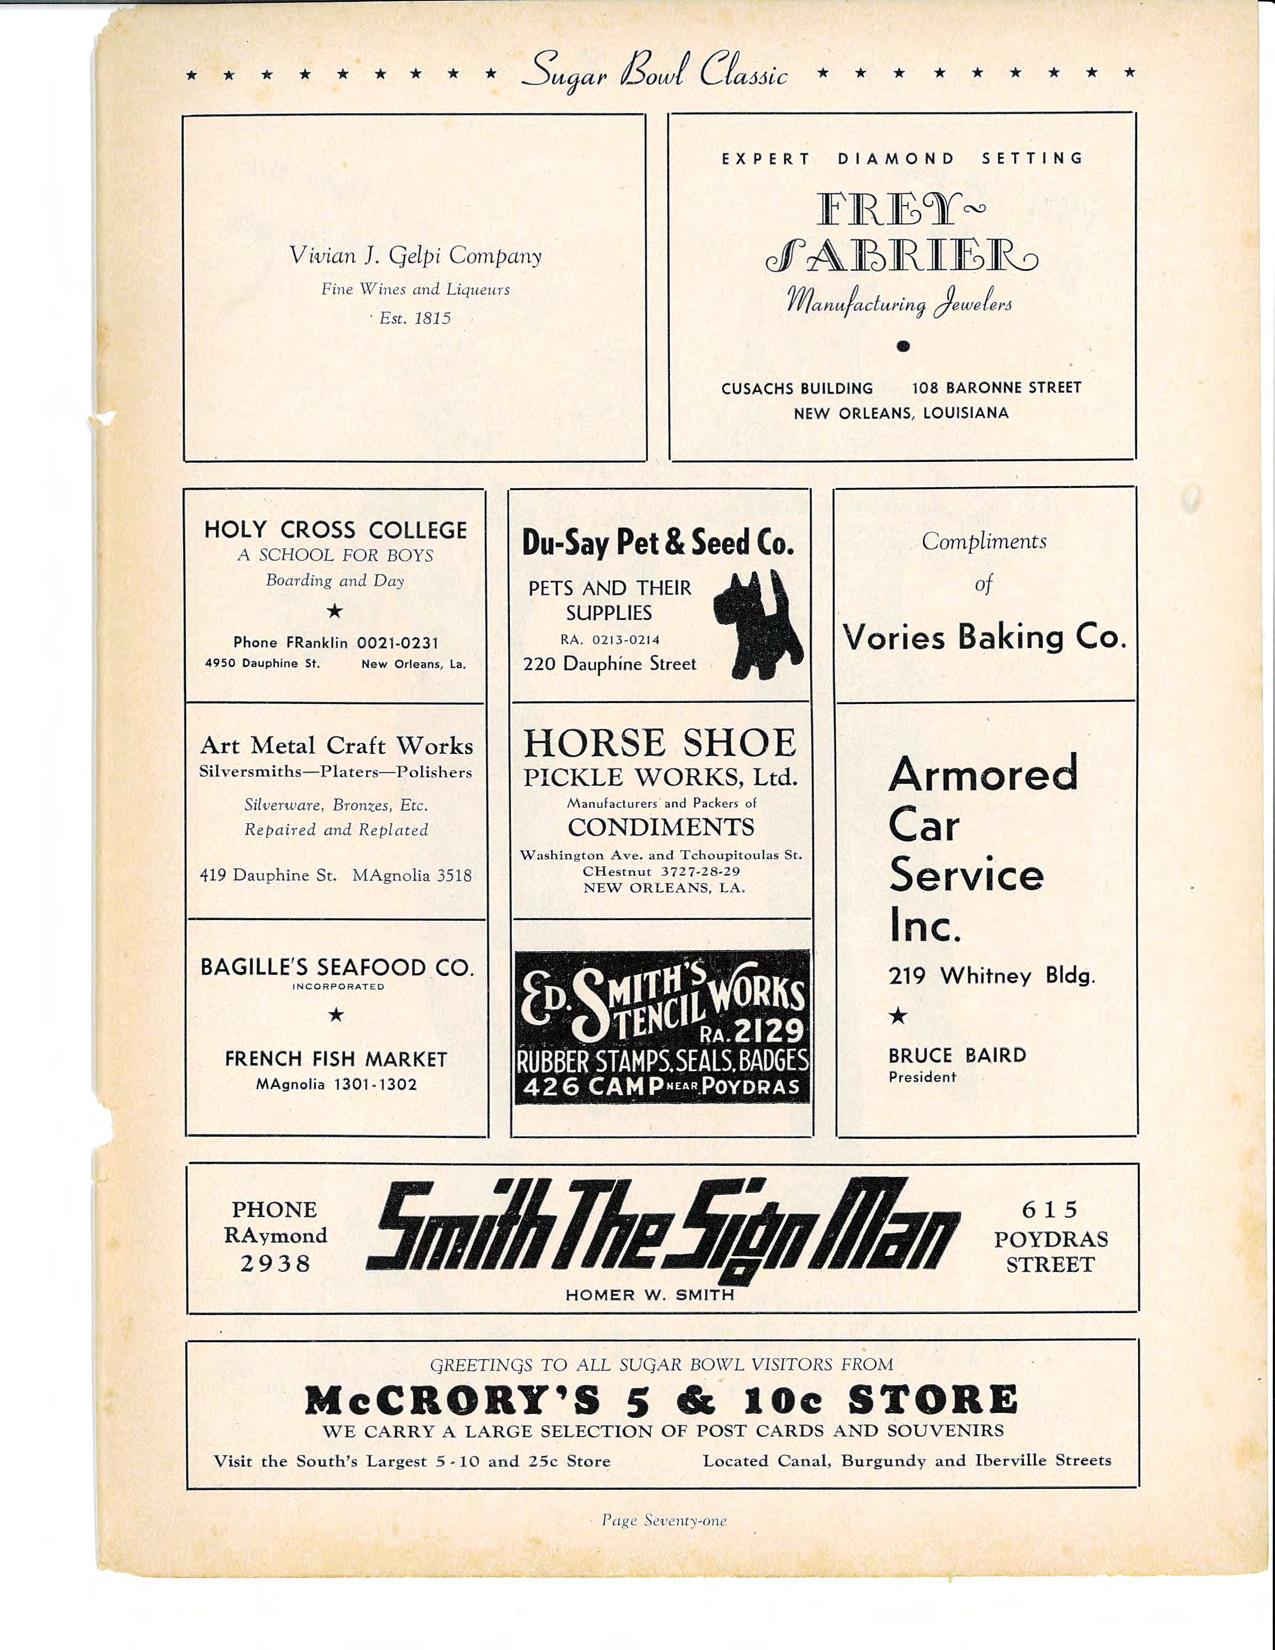 Sugar Bowl Classic
Vivian J. Gelpi Company
Fine Wines and Liqueurs
Est. 1815
EXPERT DIAMOND SETTING
FREY~
SABRIER
Manufacturing Jewelers
CUSACHS BUILDING 108 BARONNE STREET
NEW ORLEANS, LOUISIANA
HOLY CROSS COLLEGE
A SCHOOL FOR BOYS
Boarding and Day
★
Phone FRanklin 0021-0231
4950 Dauphine St. New Orleans, La.
Art Metal Craft Works
Silversmiths—Platers—Polishers
Silverware, Bronzes, Etc.
Repaired and Replated
419 Dauphine St. MAgnolia 3518
BAGILLE'S SEAFOOD CO.
INCORPORATED
★
FRENCH FISH MARKET
MAgnolia 1301-1302
Du-Say Pet & Seed Co.
PETS AND THEIR
SUPPLIES
RA. 0213-0214
220 Dauphine Street
HORSE SHOE
PICKLE WORKS, Ltd.
Manufacturers and Packers of
CONDIMENTS
Washington Ave. and Tchoupitoulas St.
CHestnut 3727-28-29
NEW ORLEANS, LA.
ED. SMITH'S STENCIL WORKS
RA. 2129
RUBBER STAMPS, SEALS, BADGES
426 CAMP NEAR POYDRAS
Compliments
of
Vories Baking Co.
Armored
Car
Service
Inc.
219 Whitney Bldg.
★
BRUCE BAIRD
President
PHONE
RAymond
2938
Smith The Sign Man
HOMER W. SMITH
615
POYDRAS
STREET
GREETINGS TO ALL SUGAR BOWL VISITORS FROM
McCRORY'S 5 & 10c STORE
WE CARRY A LARGE SELECTION OF POST CARDS AND SOUVENIRS
Visit the South's Largest 5-10 and 25c Store Located Canal, Burgundy and Iberville Streets
Page Seventy-one